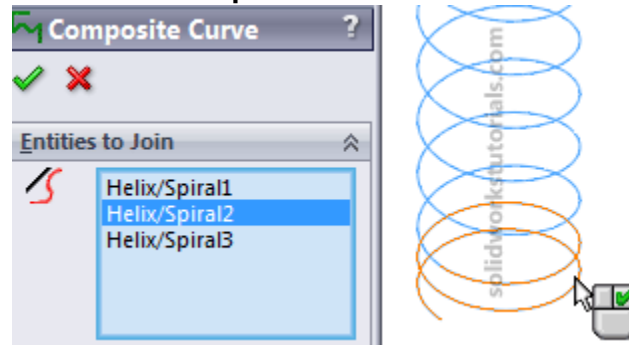 Composite Curve ?
Entities to Join
Helix/Spiral1
Helix/Spiral2
Helix/Spiral3
solidworkstutorials.com